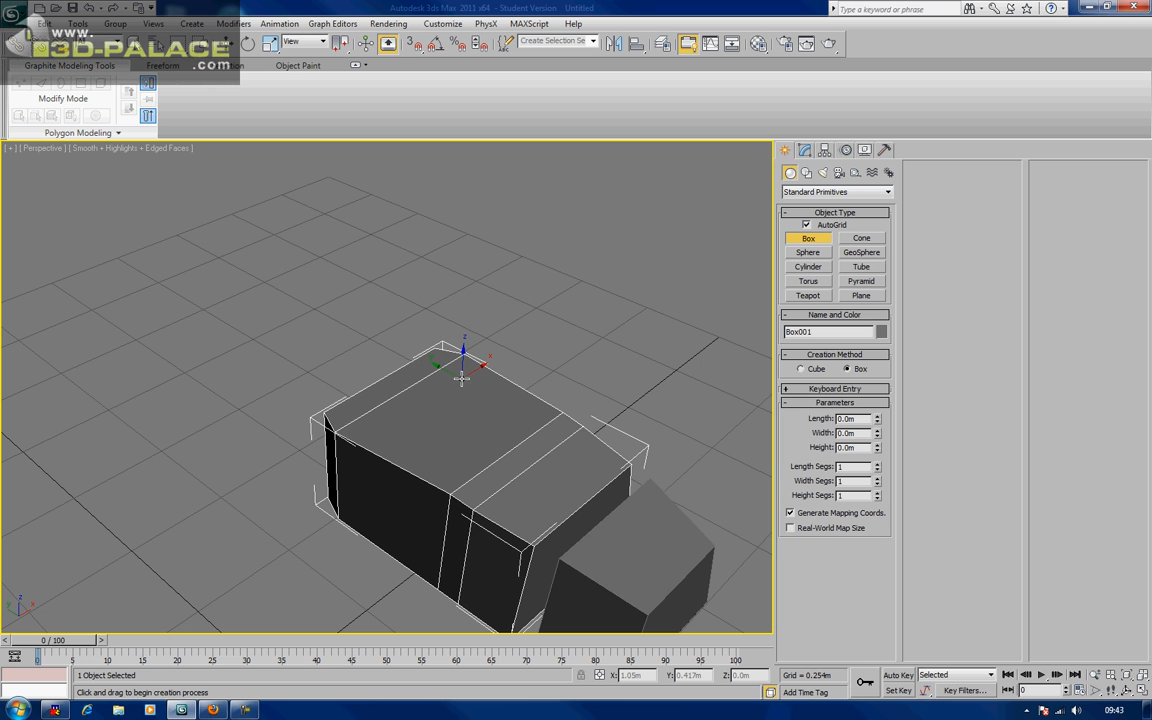 Autodesk 3ds Max 2011 x64 - Student Version Untitled
Type a keyword or phrase
www.
3D-PALACE
.com
Edit Tools Group Views Create Modifiers Animation Graph Editors Rendering Customize PhysX MAXScript Help
View
Create Selection Se
Graphite Modeling Tools Freeform Selection Object Paint
Modify Mode
Polygon Modeling
[ + ] [ Perspective ] [ Smooth + Highlights + Edged Faces ]
Standard Primitives
Object Type
AutoGrid
Box Cone
Sphere GeoSphere
Cylinder Tube
Torus Pyramid
Teapot Plane
Name and Color
Box001
Creation Method
Cube Box
Keyboard Entry
Parameters
Length: 0.0m
Width: 0.0m
Height: 0.0m
Length Segs: 1
Width Segs: 1
Height Segs: 1
Generate Mapping Coords.
Real-World Map Size
z
x
z
y x
0 / 100
0 5 10 15 20 25 30 35 40 45 50 55 60 65 70 75 80 85 90 95 100
1 Object Selected X: 1.05m Y: 0.417m Z: 0.0m Grid = 0.254m Auto Key Selected
Click and drag to begin creation process Add Time Tag Set Key Key Filters... 0
09:43